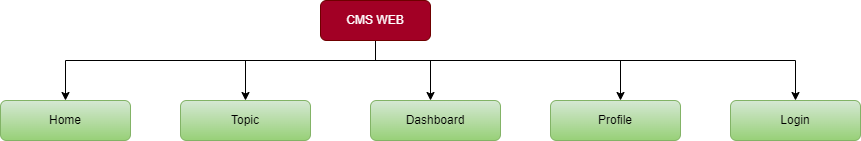 CMS WEB
Home
Topic
Dashboard
Profile
Login